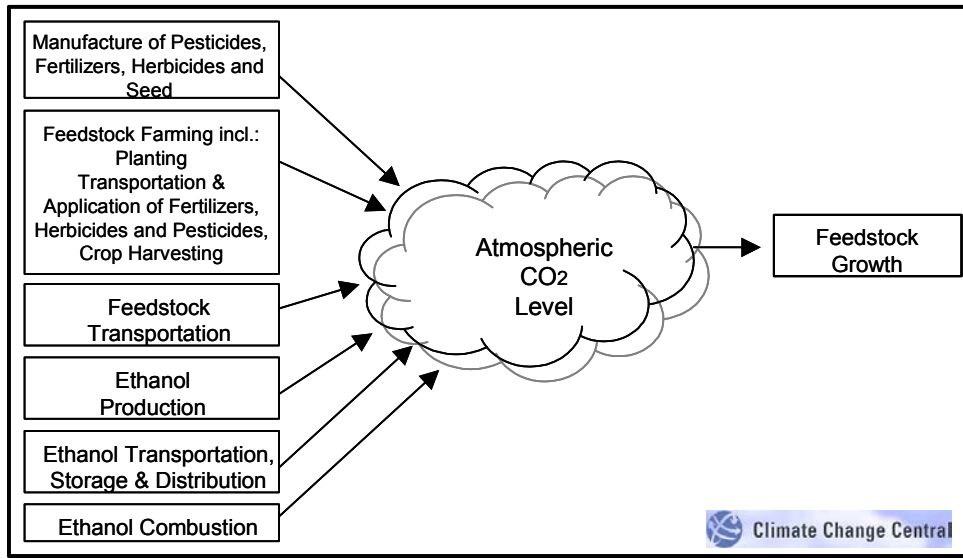 Manufacture of Pesticides,
Fertilizers, Herbicides and
Seed
Feedstock Farming incl.:
Planting
Transportation &
Application of Fertilizers,
Herbicides and Pesticides,
Crop Harvesting
Feedstock
Transportation
Ethanol
Production
Ethanol Transportation,
Storage & Distribution
Ethanol Combustion
Atmospheric
CO2
Level
Feedstock
Growth
Climate Change Central